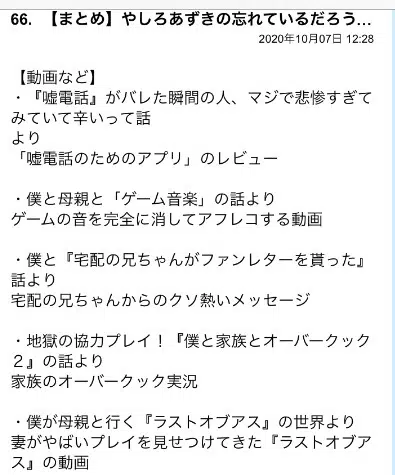 66. 【まとめ】やしろあずきの忘れているだろう...
2020年10月07日 12:28
【動画など】
・『嘘電話』がバレた瞬間の人、マジで悲惨すぎて
みていて辛いって話
より
「嘘電話のためのアプリ」のレビュー
・僕と母親と「ゲーム音楽」の話より
ゲームの音を完全に消してアフレコする動画
・僕と『宅配の兄ちゃんがファンレターを貰った』
話より
宅配の兄ちゃんからのクソ熱いメッセージ
・地獄の協力プレイ！『僕と家族とオーバークック
２』の話より
家族のオーバークック実況
・僕が母親と行く『ラストオブアス』の世界より
妻がやばいプレイを見せつけてきた『ラストオブア
ス』の動画